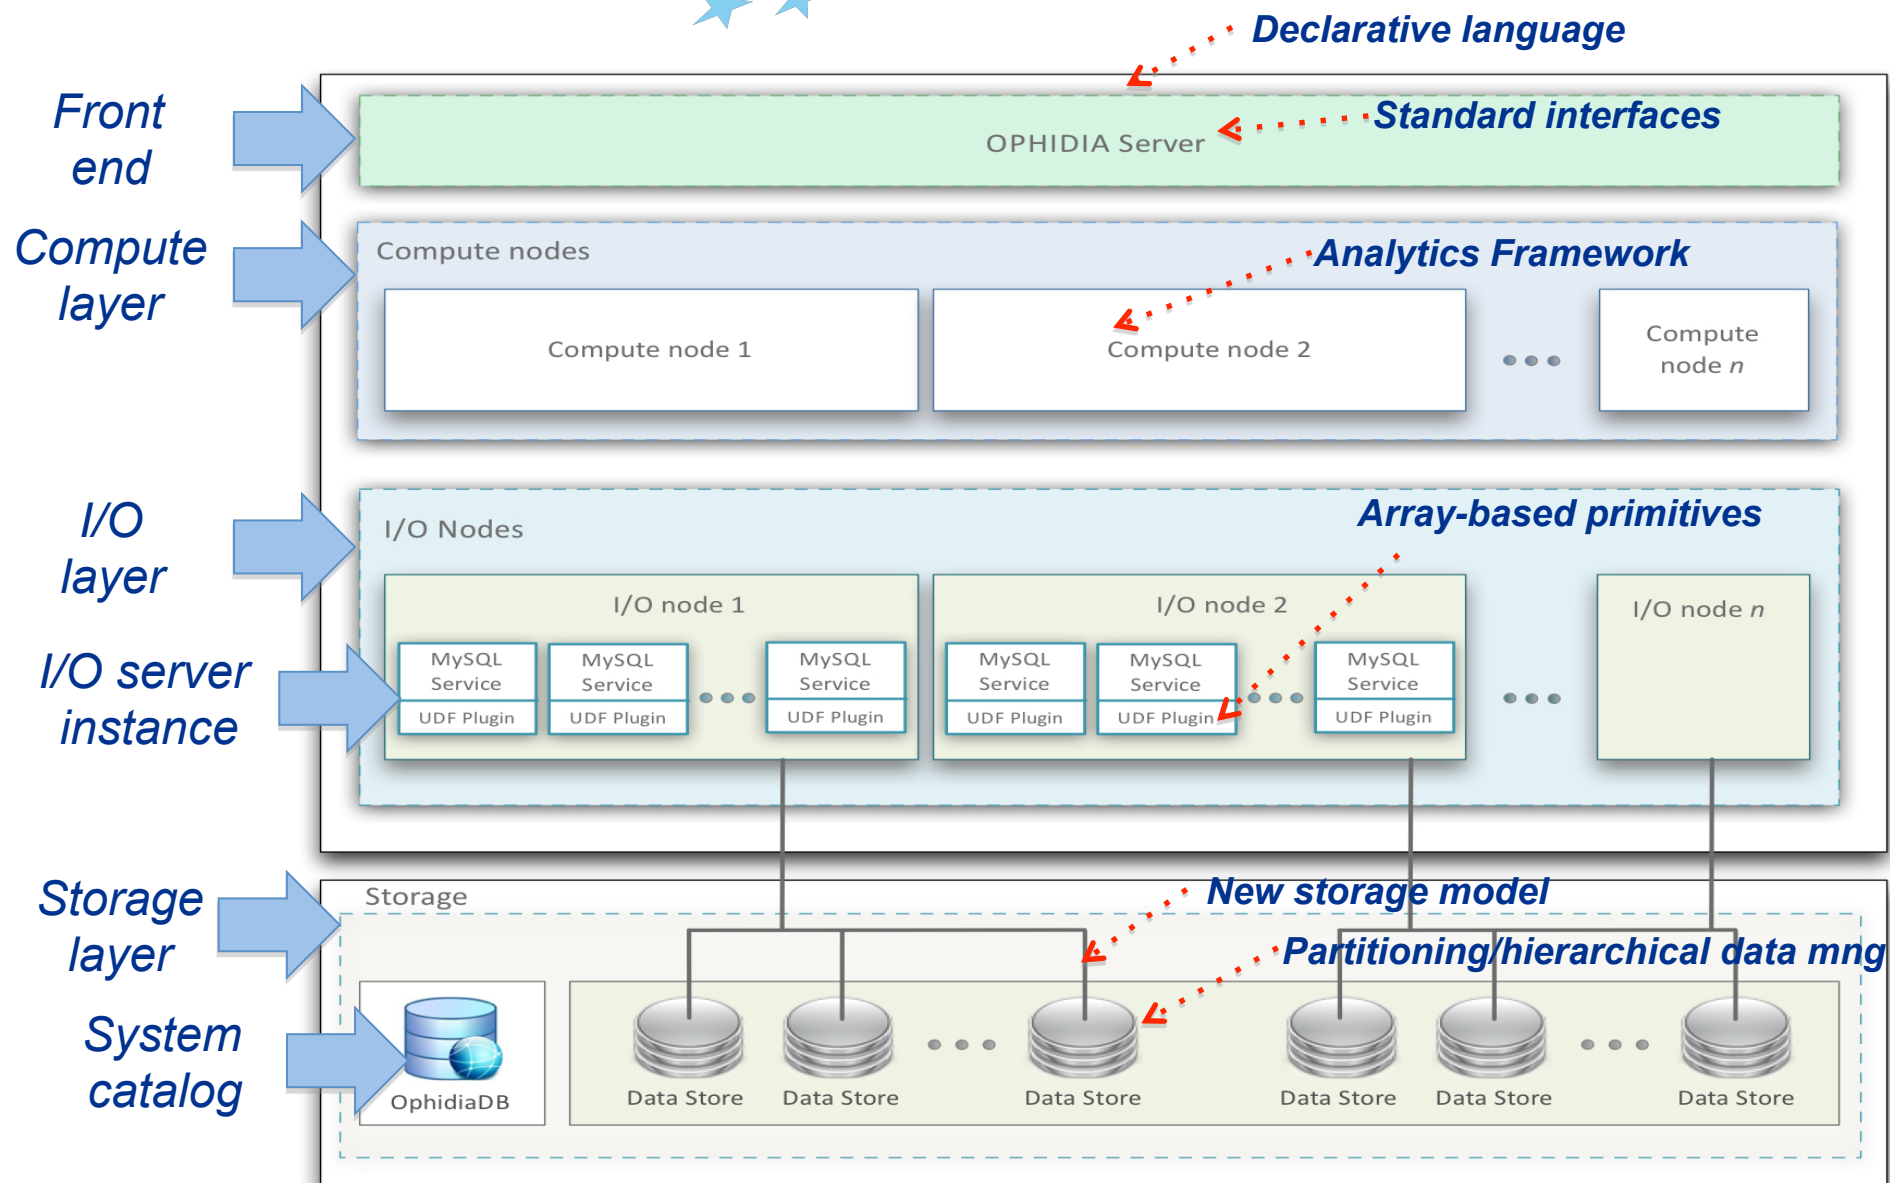 Declarative language
Front
end
Standard interfaces
OPHIDIA Server
Compute
layer
Compute nodes
Analytics Framework
Compute node 1
Compute node 2
Compute
node n
I/O
layer
I/O Nodes
Array-based primitives
I/O node 1
I/O node 2
I/O node n
I/O server
instance
MySQL
Service
UDF Plugin
MySQL
Service
UDF Plugin
MySQL
Service
UDF Plugin
MySQL
Service
UDF Plugin
MySQL
Service
UDF Plugin
MySQL
Service
UDF Plugin
Storage
layer
Storage
New storage model
Partitioning/hierarchical data mng
System
catalog
OphidiaDB
Data Store
Data Store
Data Store
Data Store
Data Store
Data Store